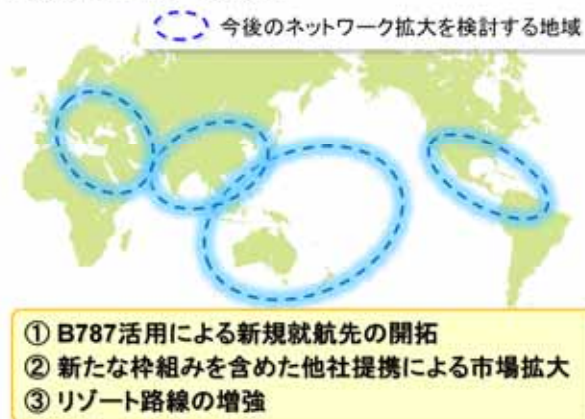 今後のネットワーク拡大を検討する地域
① B787活用による新規就航先の開拓
② 新たな枠組みを含めた他社提携による市場拡大
③ リゾート路線の増強